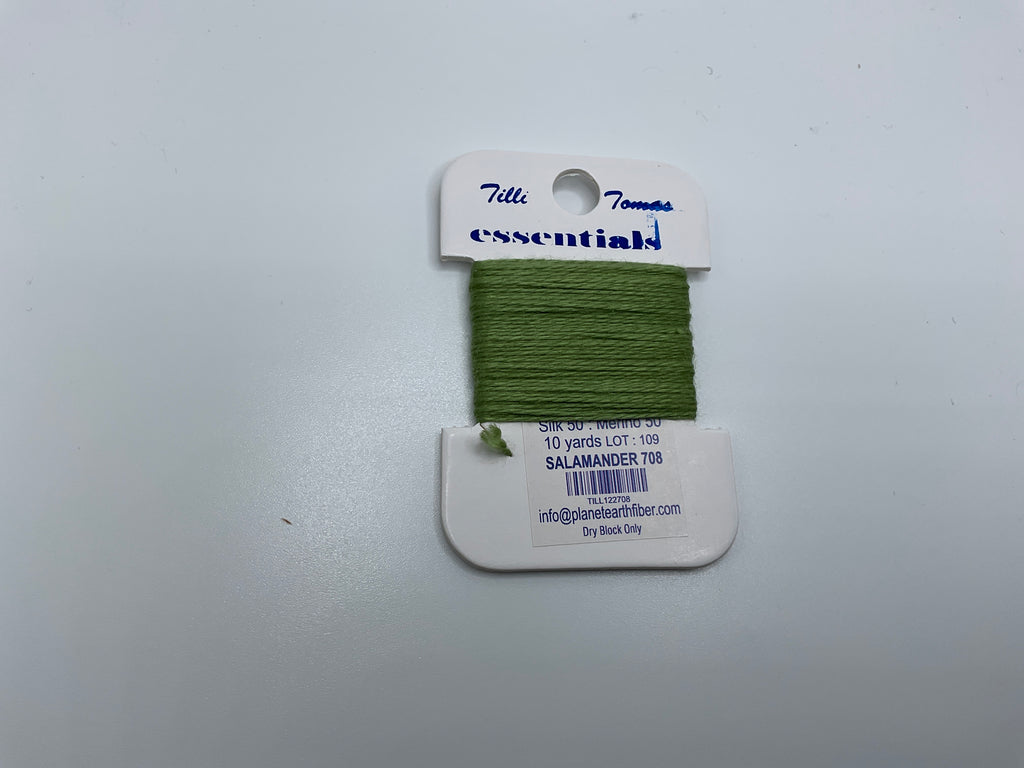 Tilli Tomas
essentials
Silk 50 : Merino 50
10 yards LOT : 109
SALAMANDER 708
TILL122708
info@planetearthfiber.com
Dry Block Only